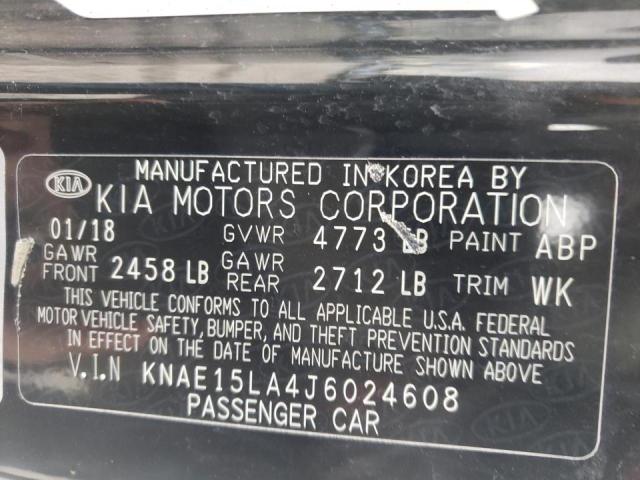 MANUFACTURED IN KOREA BY
KIA KIA MOTORS CORPORATION
01/18 GVWR 4773 LB PAINT ABP
GAWR FRONT 2458 LB GAWR REAR 2712 LB TRIM WK
THIS VEHICLE CONFORMS TO ALL APPLICABLE U.S.A. FEDERAL
MOTOR VEHICLE SAFETY, BUMPER, AND THEFT PREVENTION STANDARDS
IN EFFECT ON THE DATE OF MANUFACTURE SHOWN ABOVE
V.I.N KNAE15LA4J6024608
PASSENGER CAR